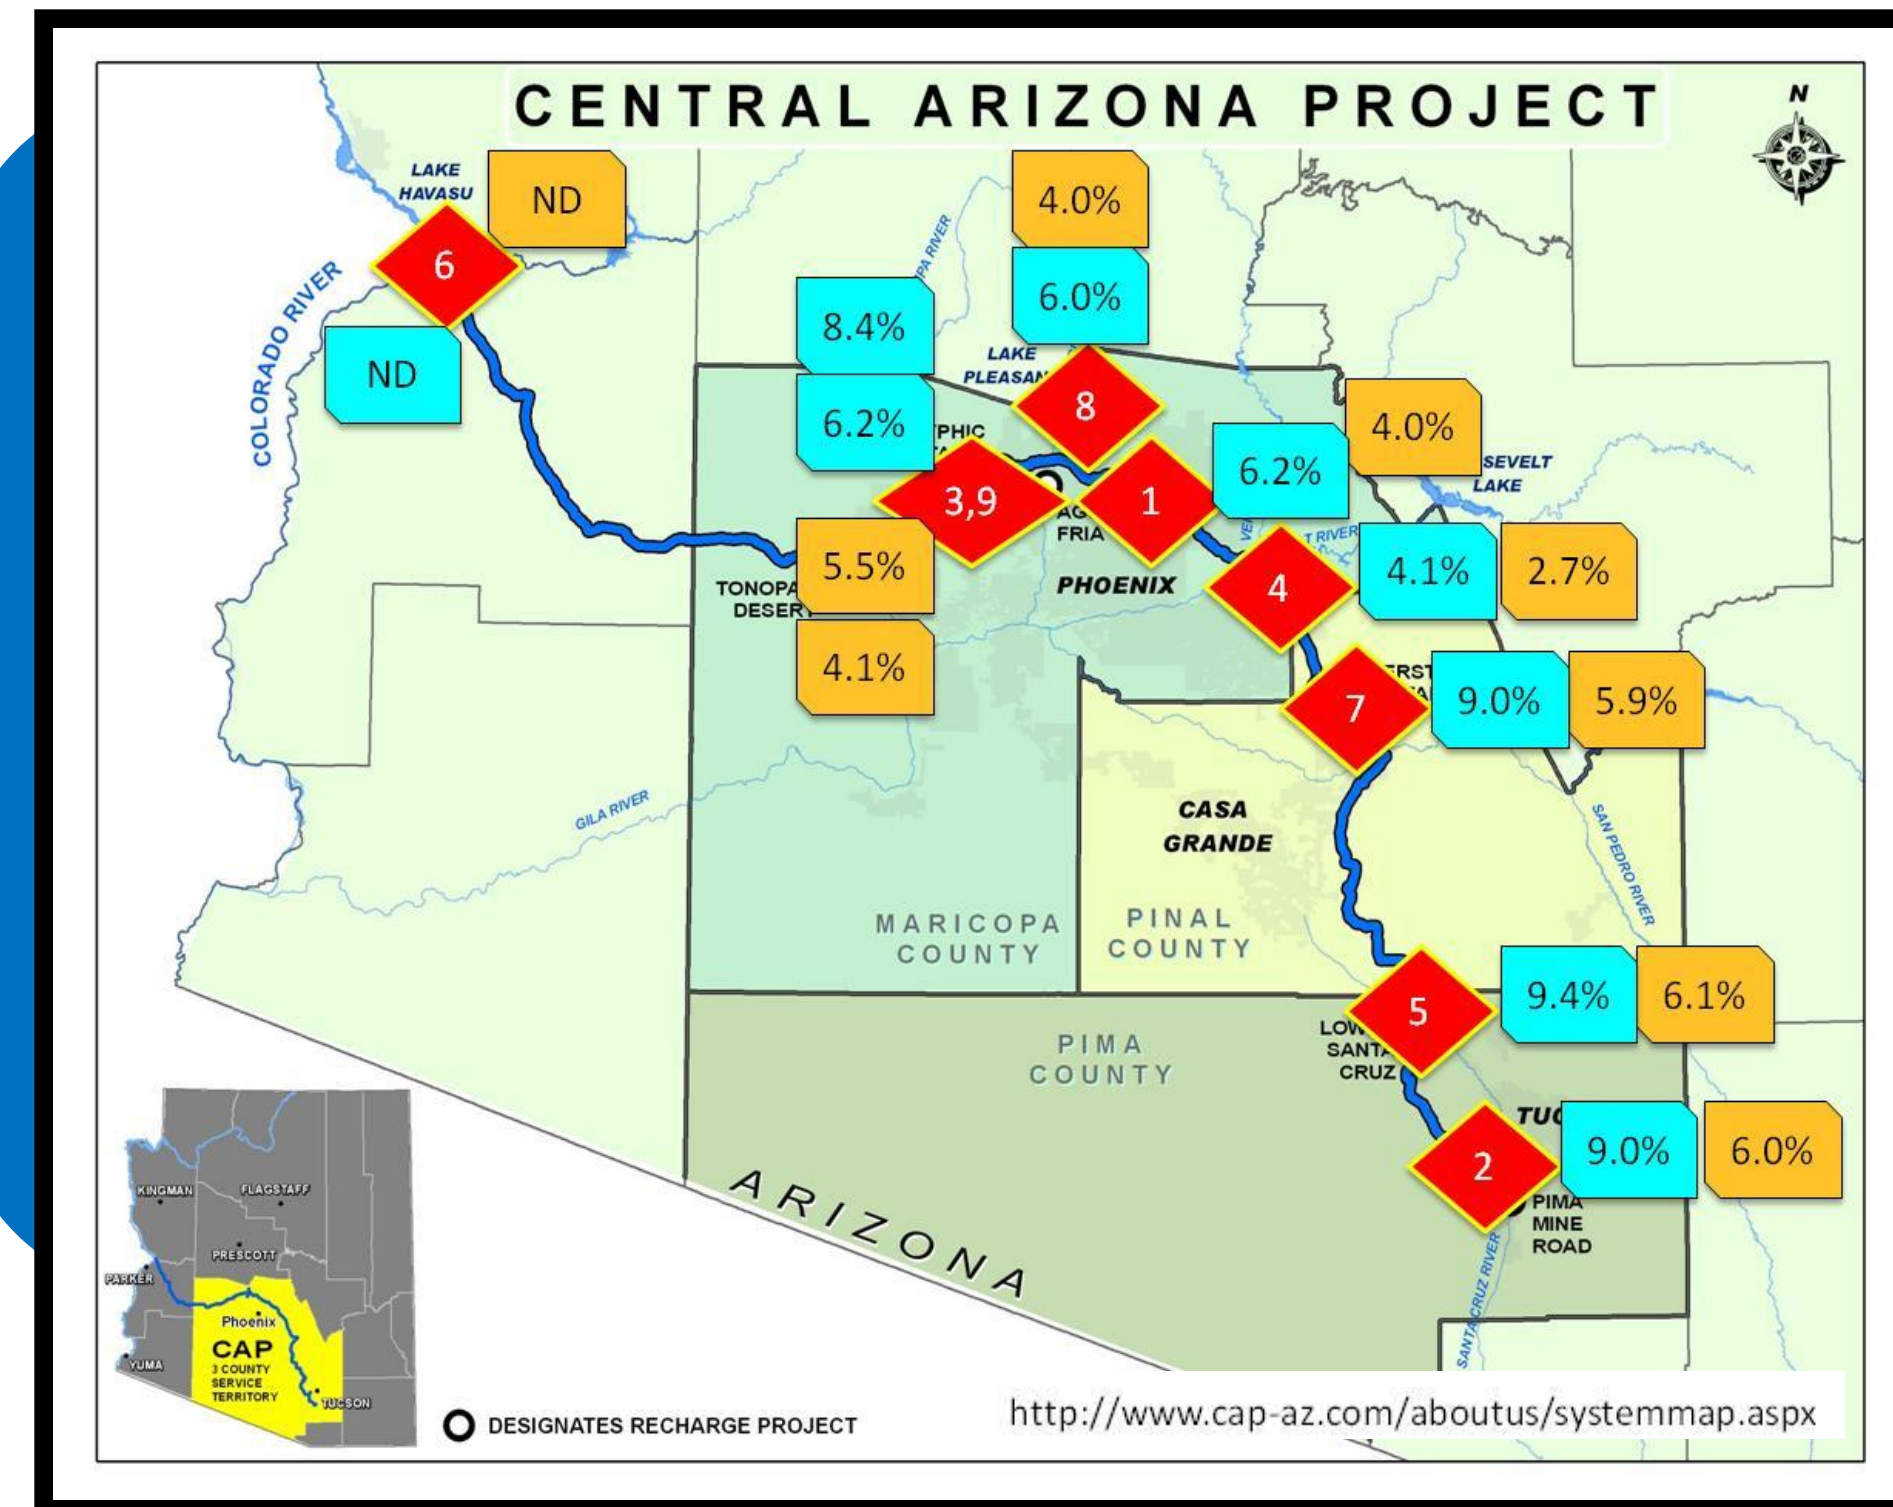 CENTRAL ARIZONA PROJECT
N
LAKE
HAVASU
ND
6
ND
COLORADO RIVER
4.0%
6.0%
8.4%
6.2%
LAKE
PLEASAN
8
3,9
1
FRIA
PHOENIX
6.2%
4.0%
SEVELT
LAKE
T RIVER
4
4.1%
2.7%
5.5%
4.1%
TONOPA
DESERT
7
9.0%
5.9%
GILA RIVER
CASA
GRANDE
SAN PEDRO RIVER
MARICOPA
COUNTY
PINAL
COUNTY
5
9.4%
6.1%
PIMA
COUNTY
LOW
SANTA
CRUZ
TUC
2
9.0%
6.0%
PIMA
MINE
ROAD
SANTA CRUZ RIVER
ARIZONA
KINGMAN
FLAGSTAFF
PRESCOTT
PARKER
Phoenix
CAP
3 COUNTY
SERVICE
TERRITORY
YUMA
TUCSON
DESIGNATES RECHARGE PROJECT
http://www.cap-az.com/aboutus/systemmap.aspx